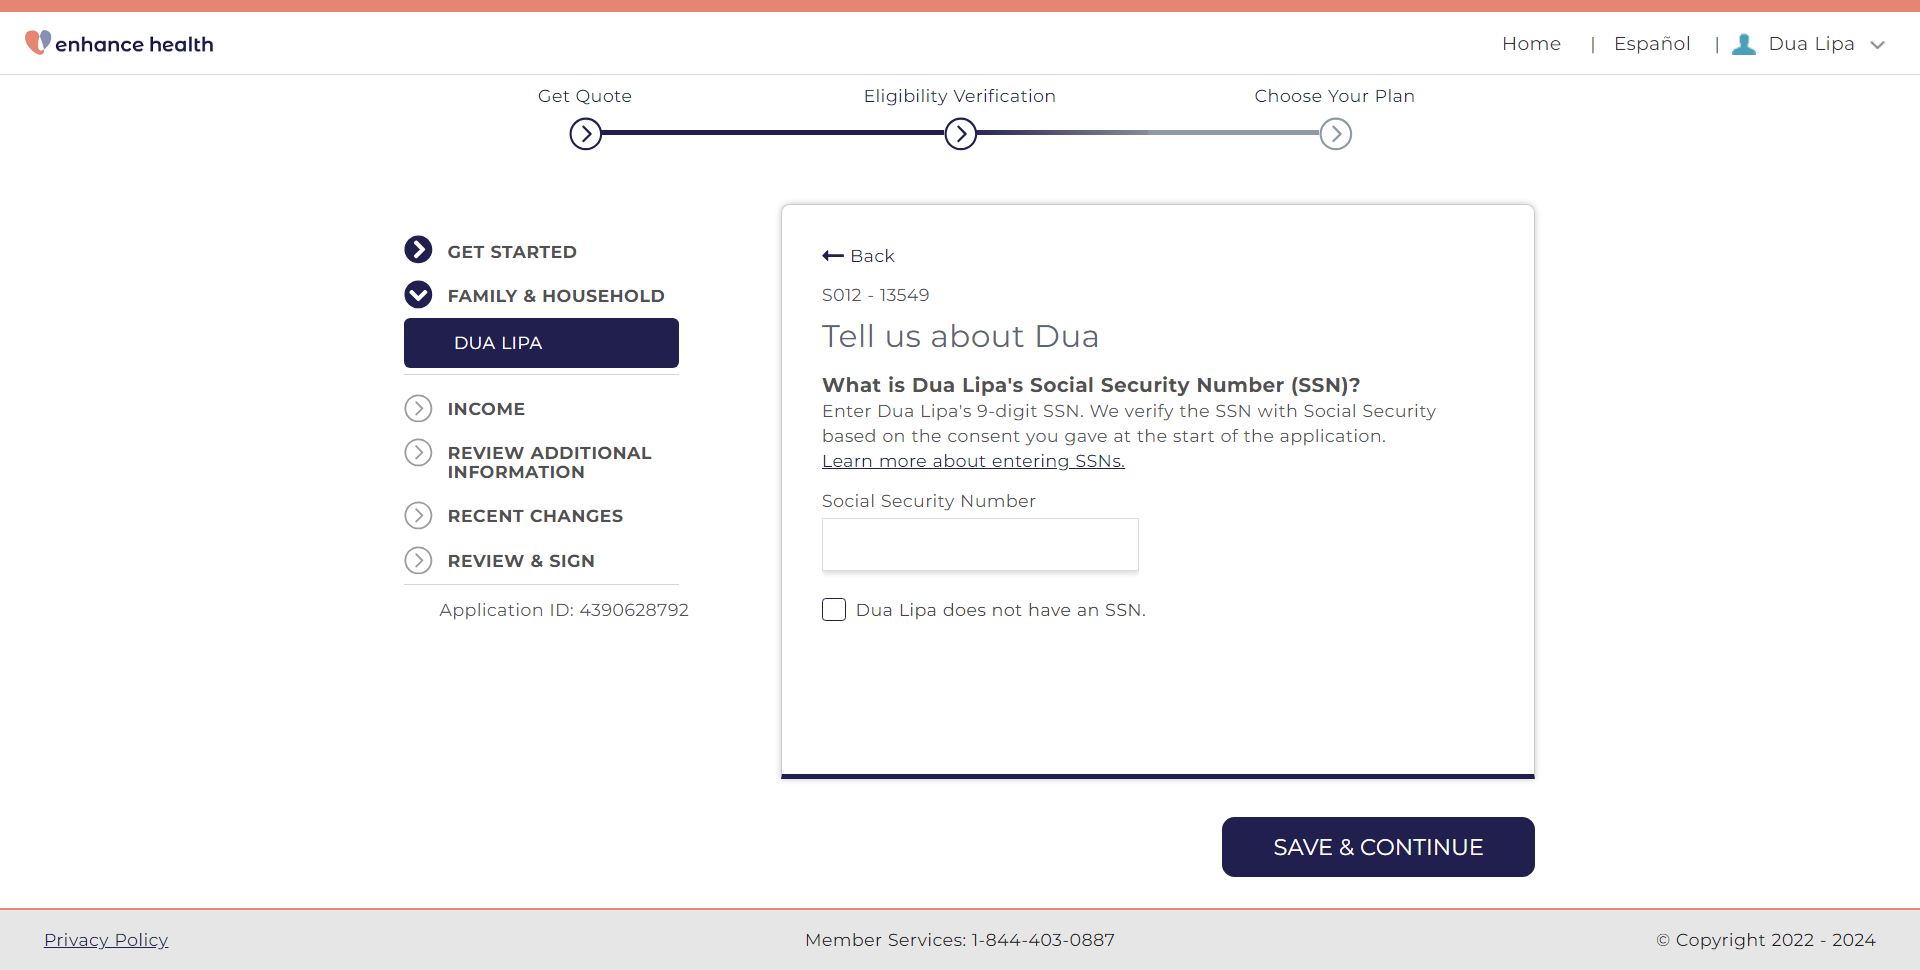 enhance health
Home | Español | Dua Lipa
Get Quote
Eligibility Verification
Choose Your Plan
GET STARTED
FAMILY & HOUSEHOLD
DUA LIPA
INCOME
REVIEW ADDITIONAL
INFORMATION
RECENT CHANGES
REVIEW & SIGN
Application ID: 4390628792
Back
S012 - 13549
Tell us about Dua
What is Dua Lipa's Social Security Number (SSN)?
Enter Dua Lipa's 9-digit SSN. We verify the SSN with Social Security
based on the consent you gave at the start of the application.
Learn more about entering SSNs.
Social Security Number
Dua Lipa does not have an SSN.
SAVE & CONTINUE
Privacy Policy
Member Services: 1-844-403-0887
© Copyright 2022 - 2024